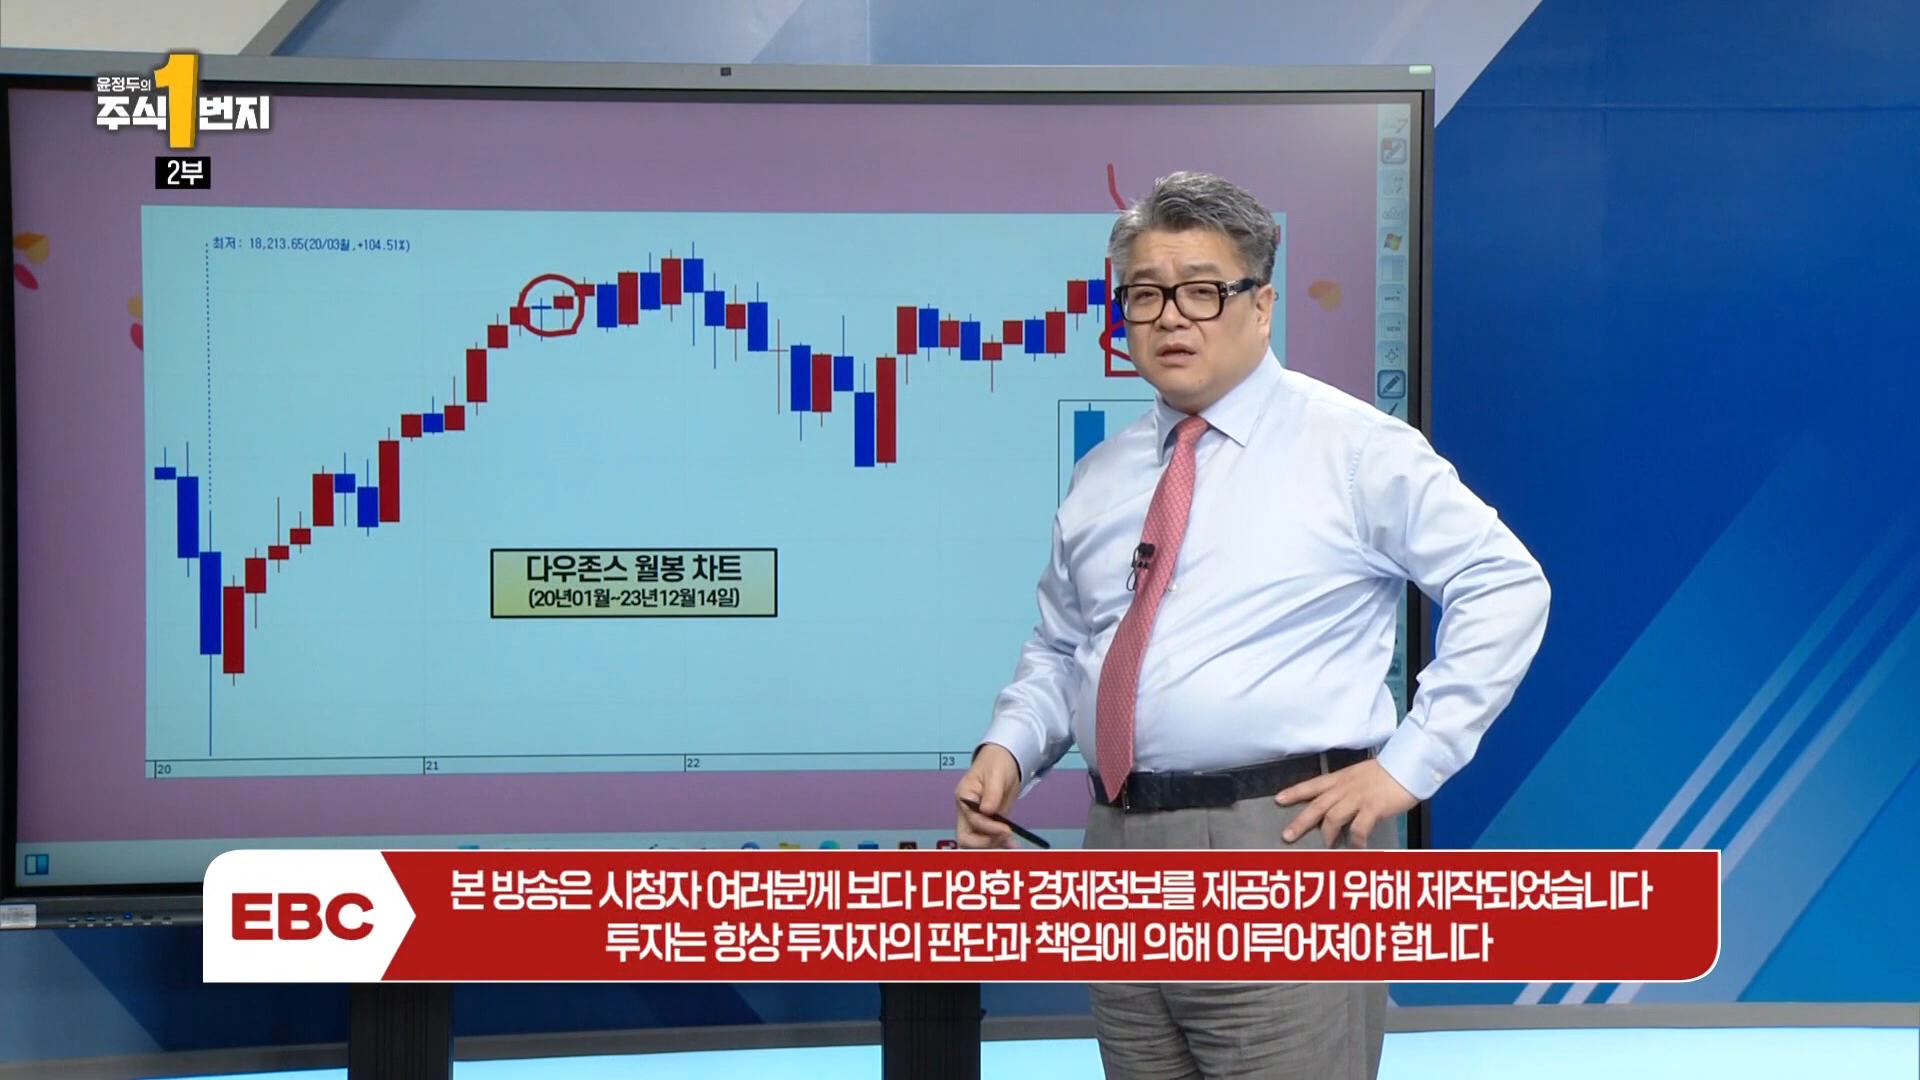 윤정두의
주식1번지
2부
최저: 18,213.65(20/03월,+104.51%)
다우존스 월봉 차트
(20년01월~23년12월14일)
20
21
22
23
EBC
본 방송은 시청자 여러분께 보다 다양한 경제정보를 제공하기 위해 제작되었습니다
투자는 항상 투자자의 판단과 책임에 의해 이루어져야 합니다